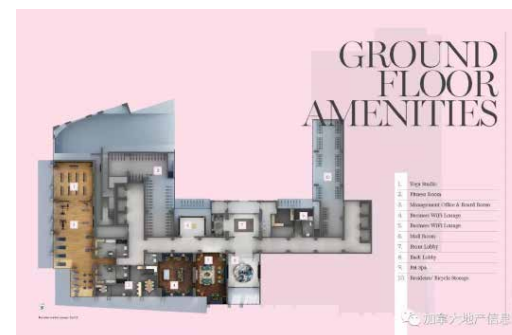 GROUND
FLOOR
AMENITIES
1. Yoga Studio
2. Fitness Room
3. Management Office & Board Room
4. Business WiFi Lounge
5. Business WiFi Lounge
6. Mail Room
7. Front Lobby
8. Back Lobby
9. Pet Spa
10. Residents' Bicycle Storage
加拿大地产信息